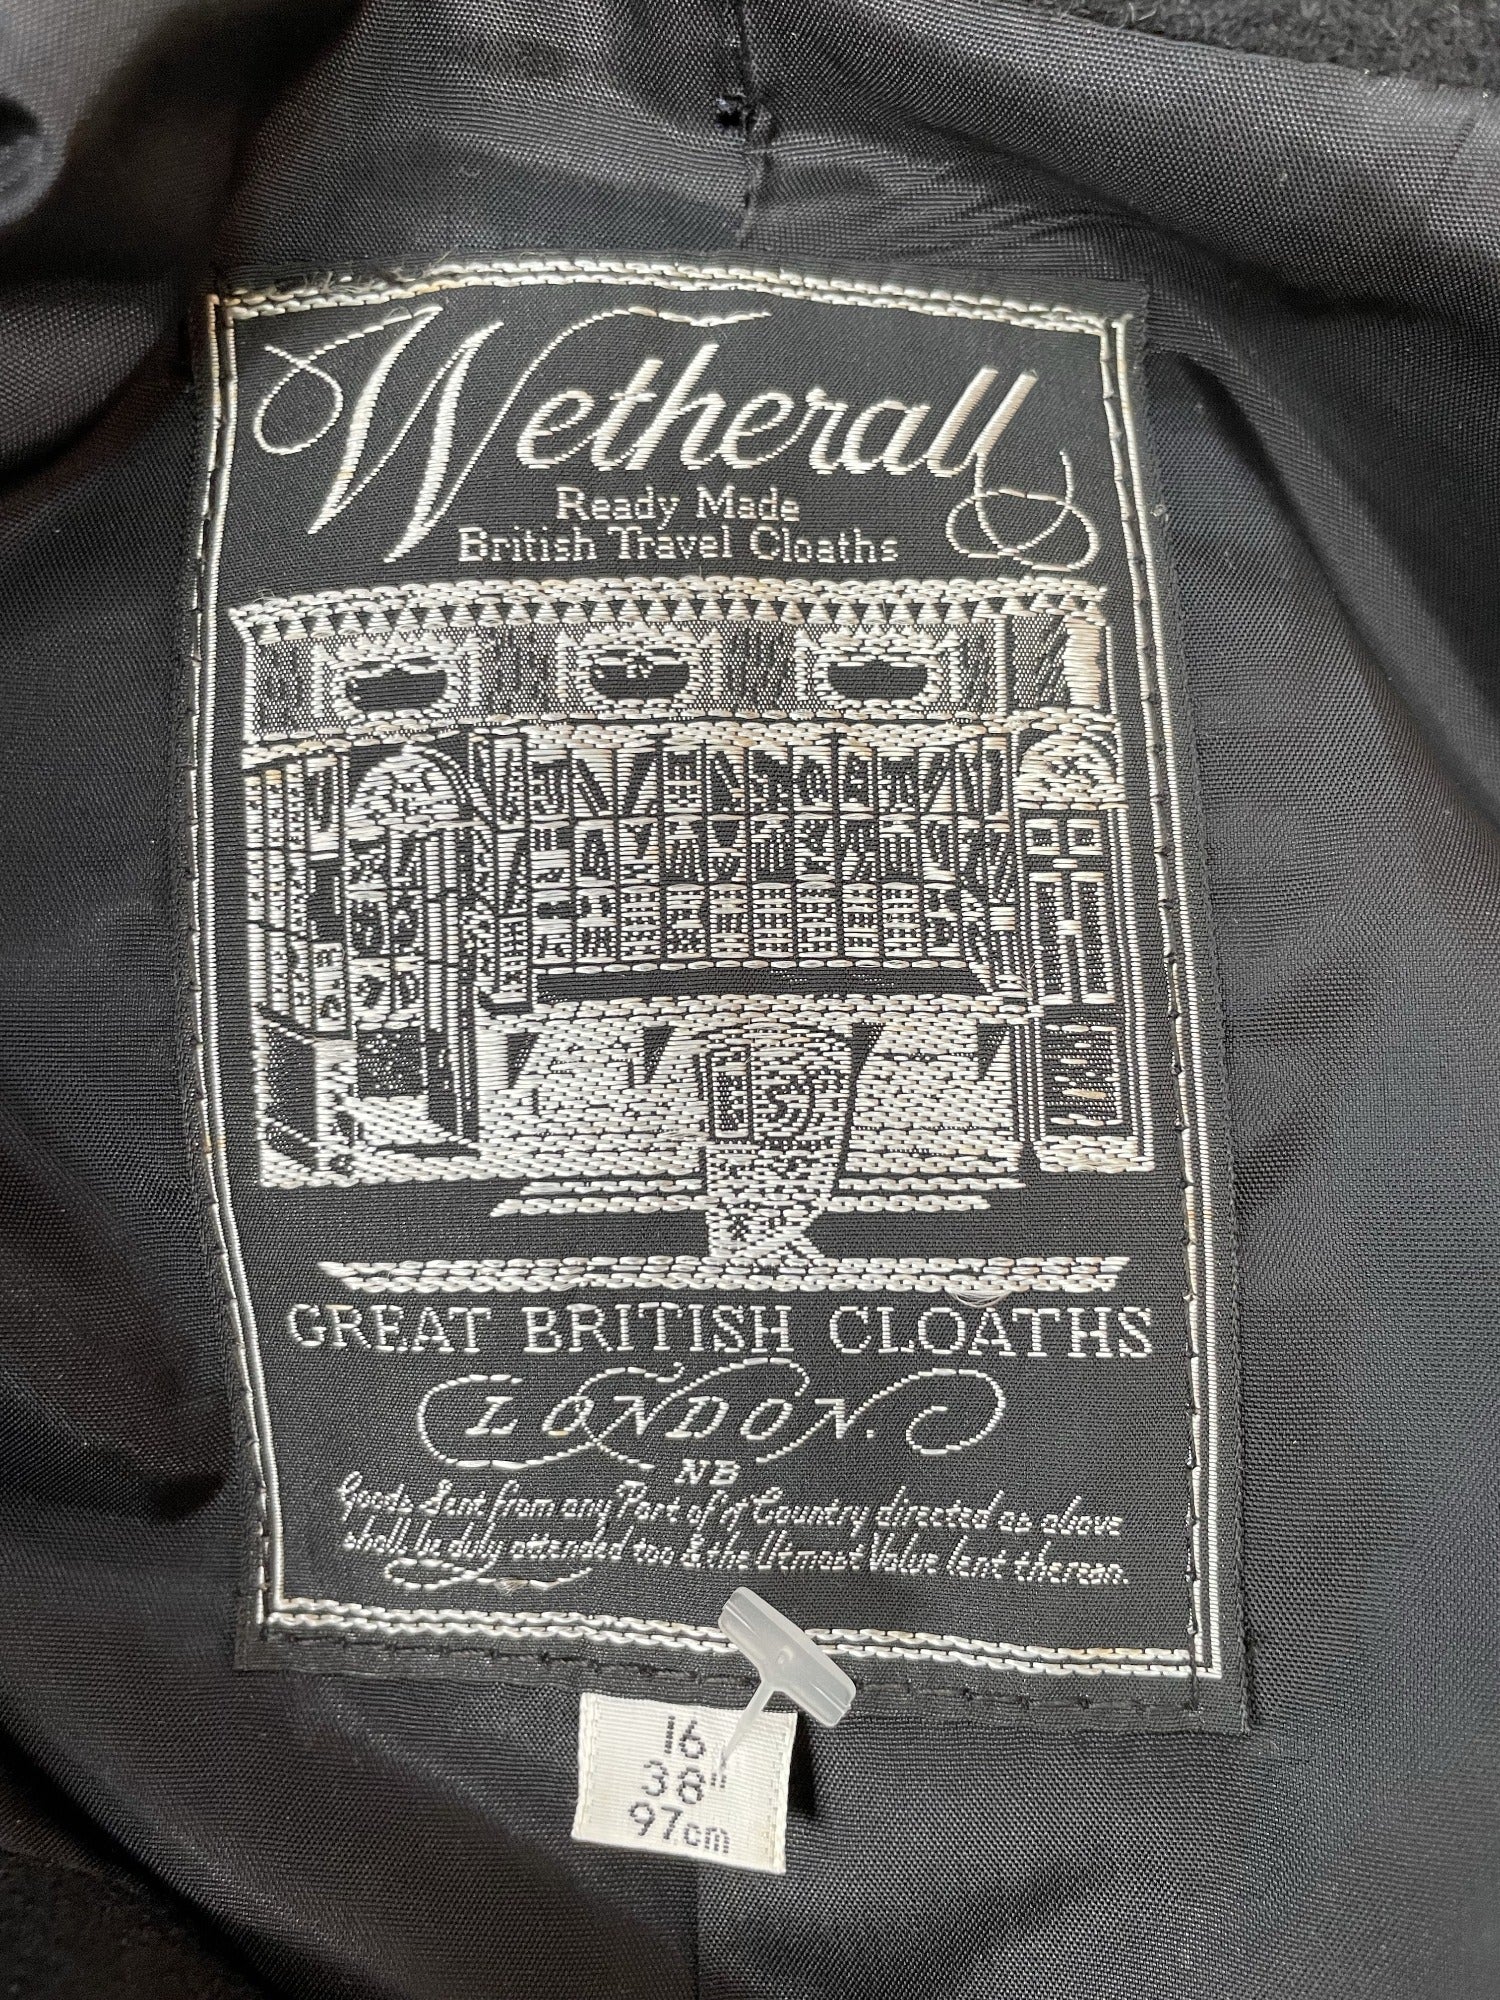 Wetherall
Ready Made
British Travel Cloaths
GREAT BRITISH CLOATHS
LONDON.
NB
Goods Sent from any Part of ye Country directed as above
shall be duly attended too & the Utmost Value sent thereon.
16
38"
97cm